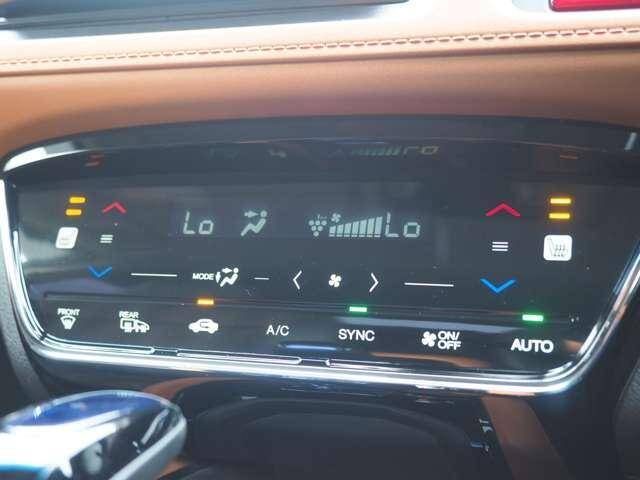 Lo Lo
MODE
FRONT REAR A/C SYNC ON/OFF AUTO